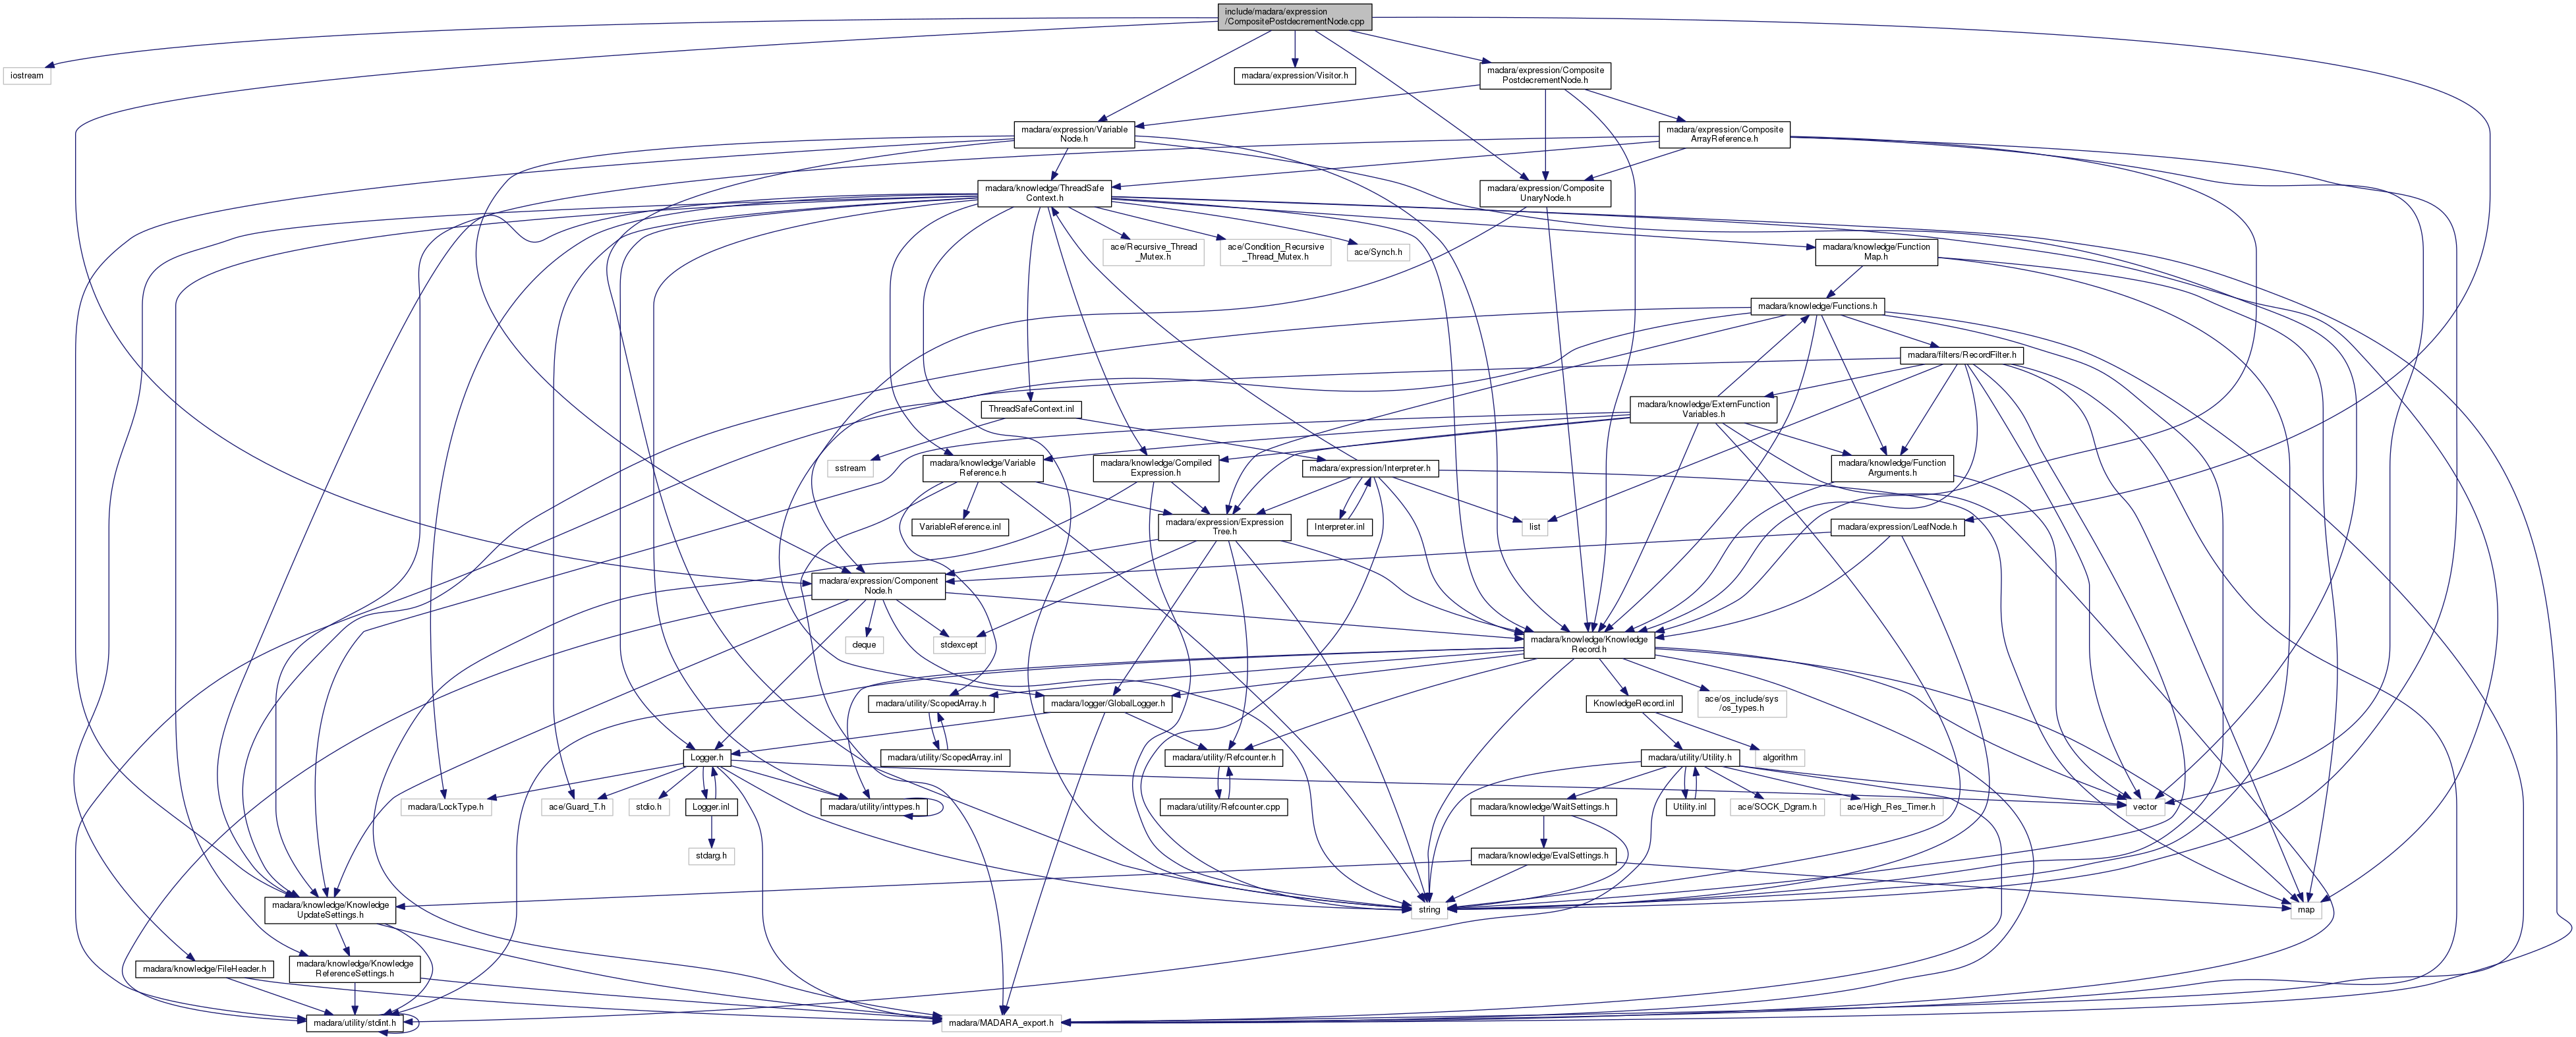 include/madara/expression
/CompositePostdecrementNode.cpp
iostream
madara/expression/Visitor.h
madara/expression/Composite
PostdecrementNode.h
madara/expression/Variable
Node.h
madara/expression/Composite
ArrayReference.h
madara/knowledge/ThreadSafe
Context.h
madara/expression/Composite
UnaryNode.h
ace/Recursive_Thread
_Mutex.h
ace/Condition_Recursive
_Thread_Mutex.h
ace/Synch.h
madara/knowledge/Function
Map.h
madara/knowledge/Functions.h
madara/filters/RecordFilter.h
ThreadSafeContext.inl
madara/knowledge/ExternFunction
Variables.h
sstream
madara/knowledge/Variable
Reference.h
madara/knowledge/Compiled
Expression.h
madara/expression/Interpreter.h
madara/knowledge/Function
Arguments.h
VariableReference.inl
madara/expression/Expression
Tree.h
Interpreter.inl
list
madara/expression/LeafNode.h
madara/expression/Component
Node.h
deque
stdexcept
madara/knowledge/Knowledge
Record.h
madara/utility/ScopedArray.h
madara/logger/GlobalLogger.h
KnowledgeRecord.inl
ace/os_include/sys
/os_types.h
Logger.h
madara/utility/ScopedArray.inl
madara/utility/Refcounter.h
madara/utility/Utility.h
algorithm
madara/LockType.h
ace/Guard_T.h
stdio.h
Logger.inl
madara/utility/inttypes.h
madara/utility/Refcounter.cpp
madara/knowledge/WaitSettings.h
Utility.inl
ace/SOCK_Dgram.h
ace/High_Res_Timer.h
vector
stdarg.h
madara/knowledge/EvalSettings.h
madara/knowledge/Knowledge
UpdateSettings.h
string
map
madara/knowledge/FileHeader.h
madara/knowledge/Knowledge
ReferenceSettings.h
madara/utility/stdint.h
madara/MADARA_export.h